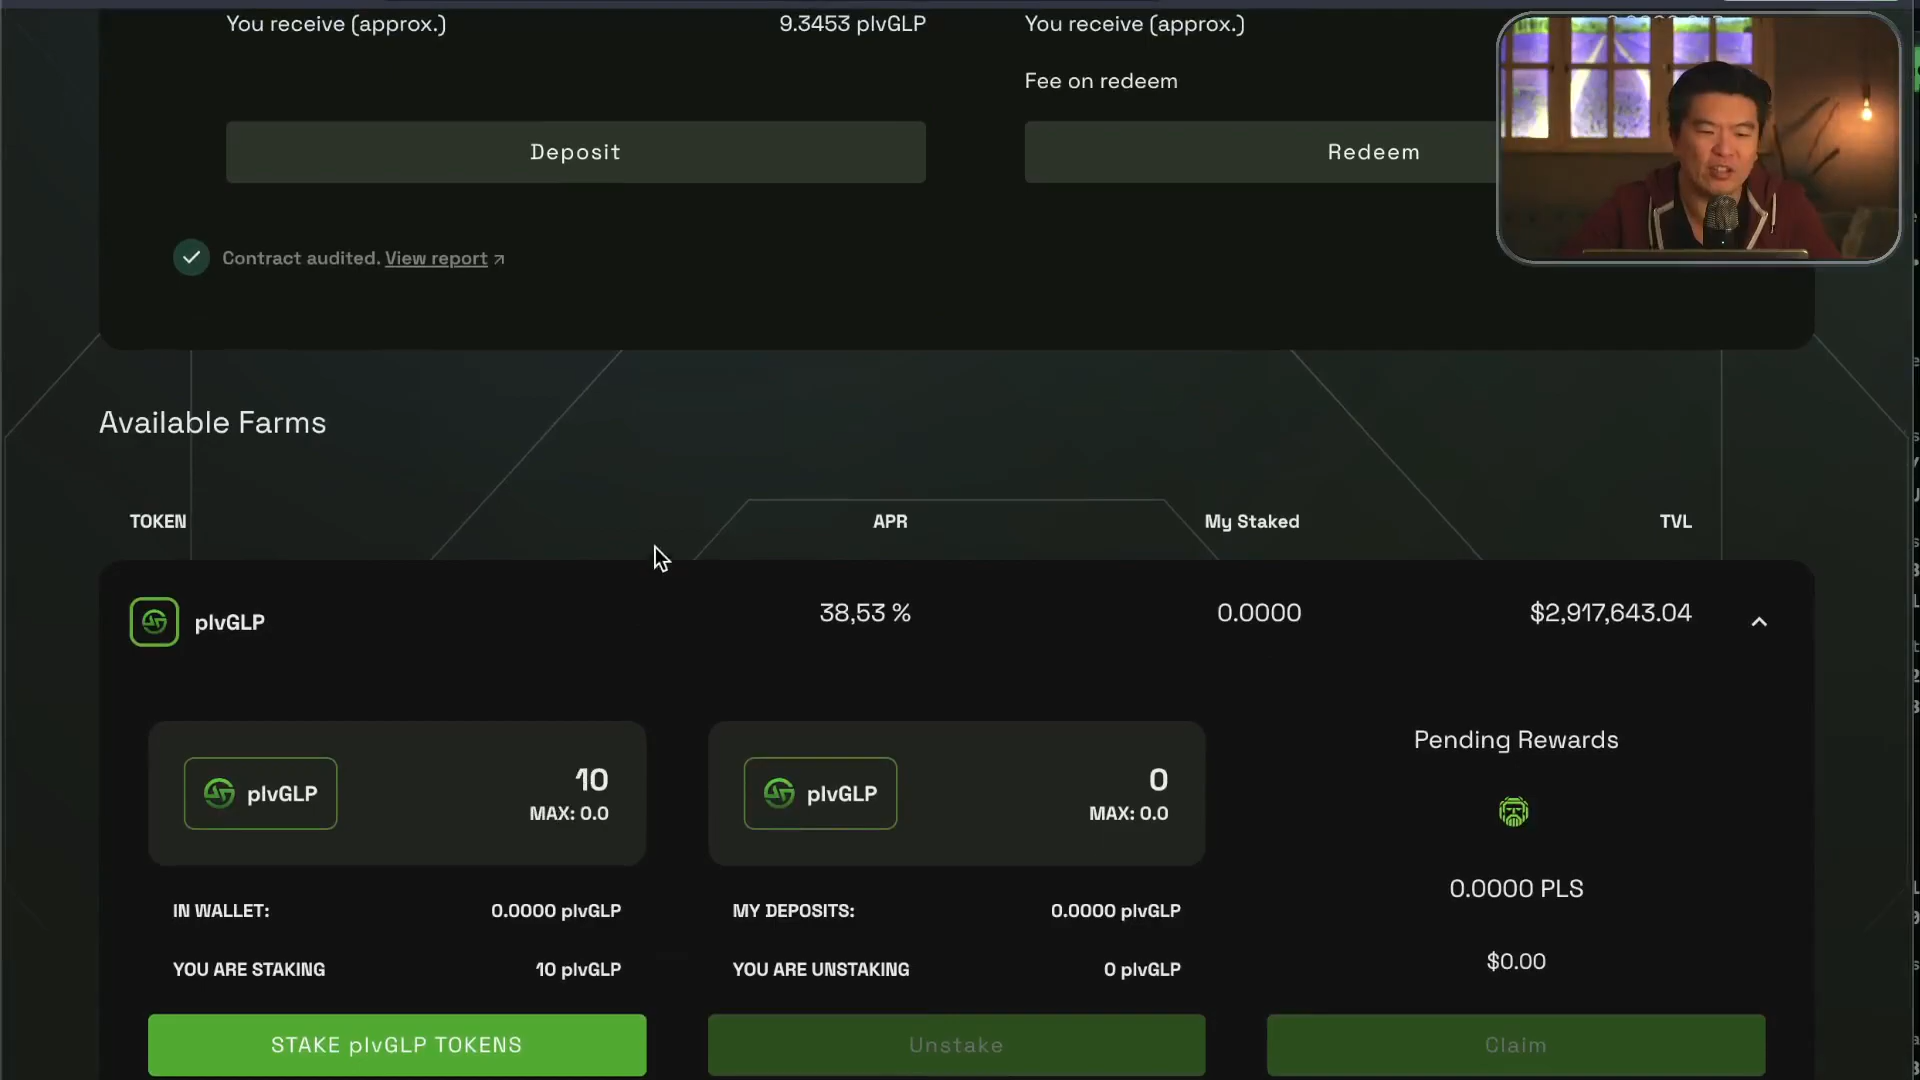 You receive (approx.) 9.3453 plvGLP
You receive (approx.)
Fee on redeem
Deposit
Redeem
Contract audited. View report ↗
Available Farms
TOKEN APR My Staked TVL
plvGLP 38,53 % 0.0000 $2,917,643.04
plvGLP 10
MAX: 0.0
plvGLP 0
MAX: 0.0
Pending Rewards
IN WALLET: 0.0000 plvGLP
MY DEPOSITS: 0.0000 plvGLP
0.0000 PLS
YOU ARE STAKING 10 plvGLP
YOU ARE UNSTAKING 0 plvGLP
$0.00
STAKE plvGLP TOKENS
Unstake
Claim